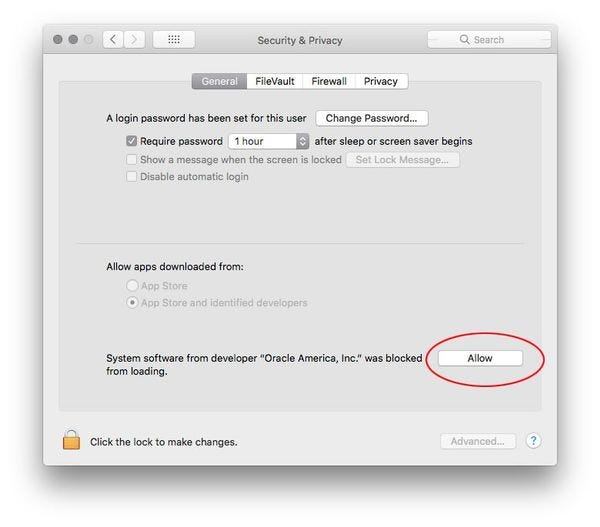 Security & Privacy
Search
General FileVault Firewall Privacy
A login password has been set for this user Change Password...
Require password 1 hour after sleep or screen saver begins
Show a message when the screen is locked Set Lock Message...
Disable automatic login
Allow apps downloaded from:
App Store
App Store and identified developers
System software from developer “Oracle America, Inc.” was blocked Allow
from loading.
Click the lock to make changes. Advanced... ?